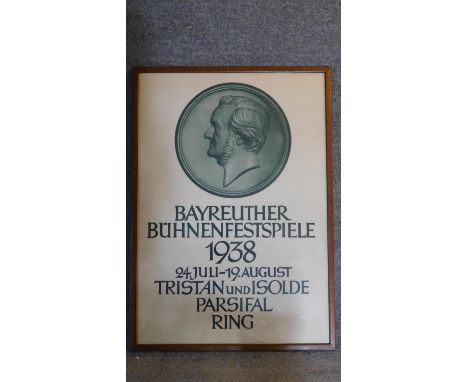 BAYREUTHER
BÜHNENFESTSPIELE
1938
24.JULI-19.AUGUST
TRISTAN UND ISOLDE
PARSIFAL
RING